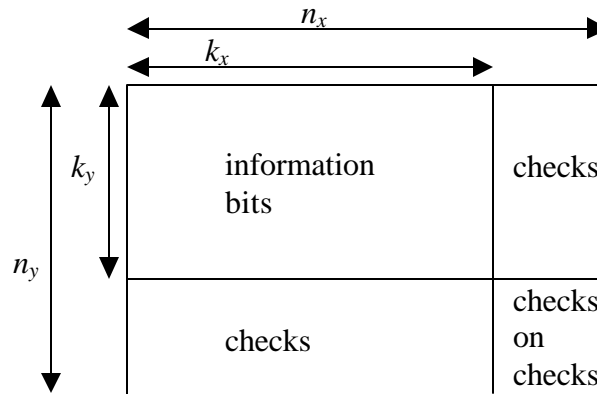 n_x
k_x
k_y
information
bits
checks
n_y
checks
checks
on
checks